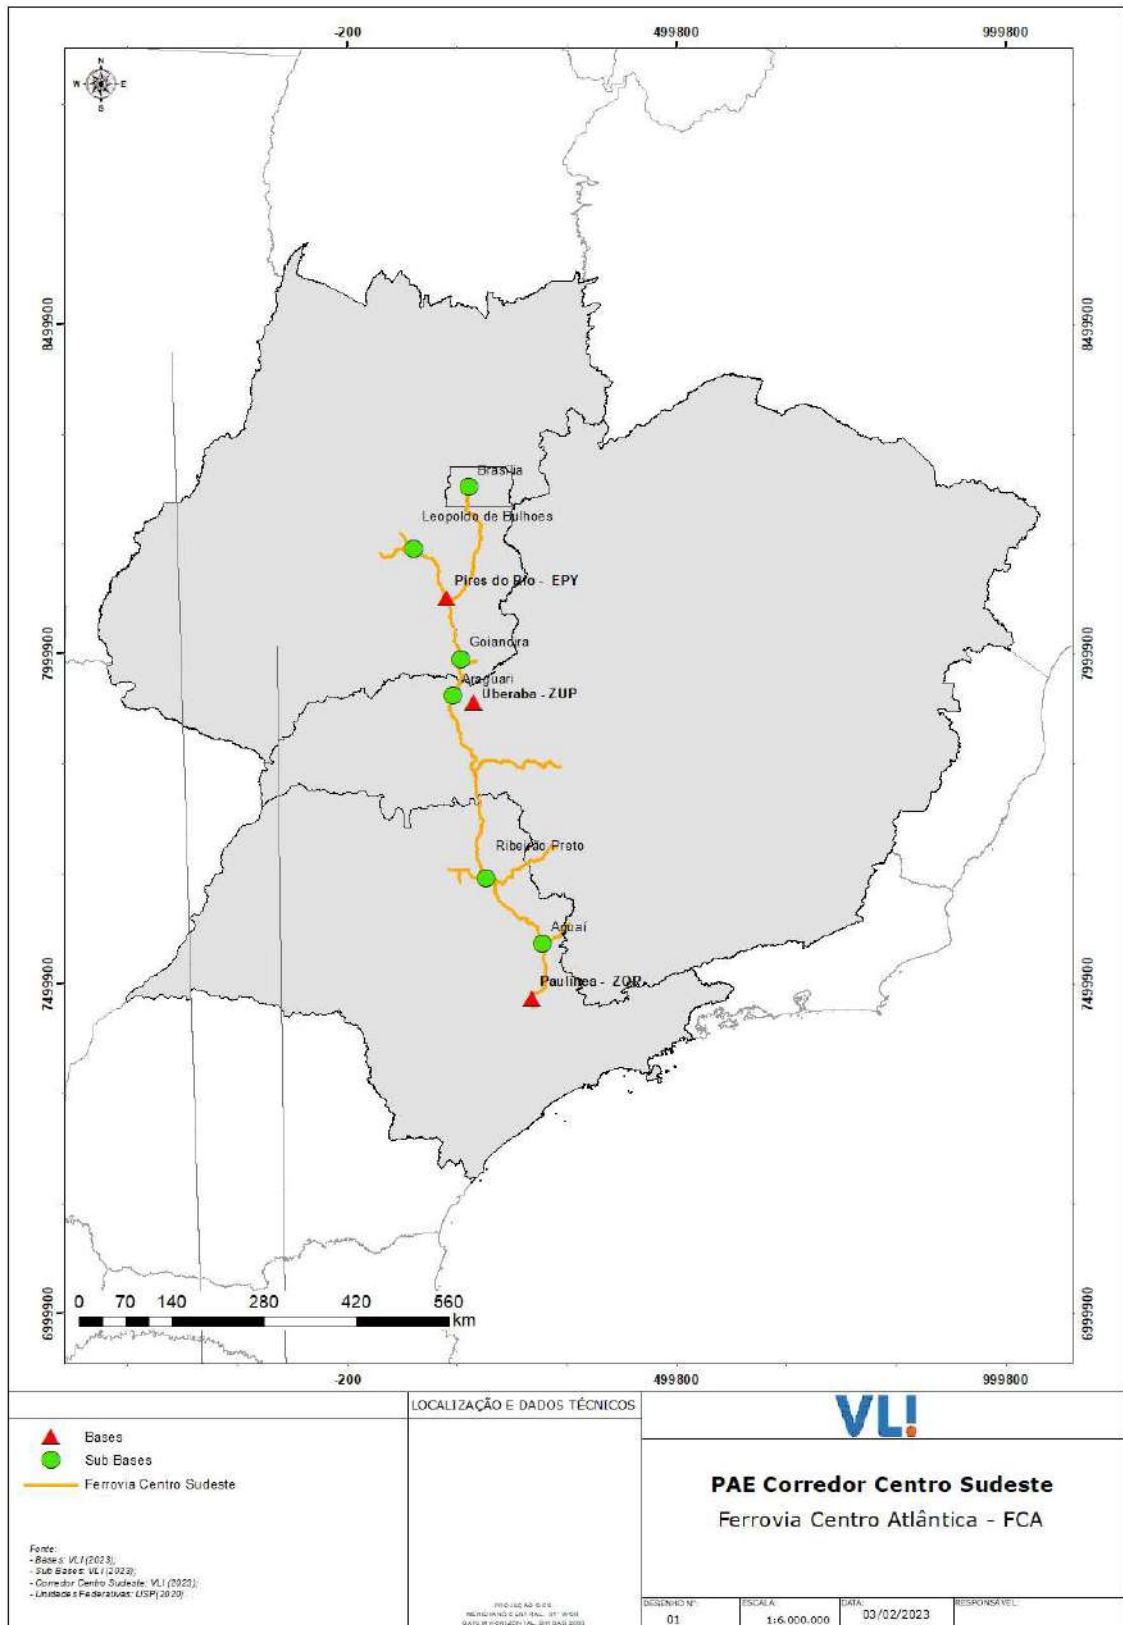 -200 499800 999800
N
W E
S
8499900 8499900
Brasília
Leopoldo de Bulhoes
Pires do Rio - EPY
Goiandira
7999900 7999900
Araguari
Uberaba - ZUP
Ribeirão Preto
Aguaí
7499900 7499900
Paulínea -
0 70 140 280 420 560
km
6999900 6999900
-200 499800 999800
LOCALIZAÇÃO E DADOS TÉCNICOS
VLI
Bases
Sub Bases
Ferrovia Centro Sudeste
PAE Corredor Centro Sudeste
Ferrovia Centro Atlântica - FCA
Fonte:
- Bases: VLI (2023);
- Sub Bases: VLI (2023);
- Corredor Centro Sudeste: VLI (2023);
- Unidades Federativas: USP (2020)
DESENHO Nº: ESCALA: DATA: RESPONSÁVEL:
01 1:6.000.000 03/02/2023